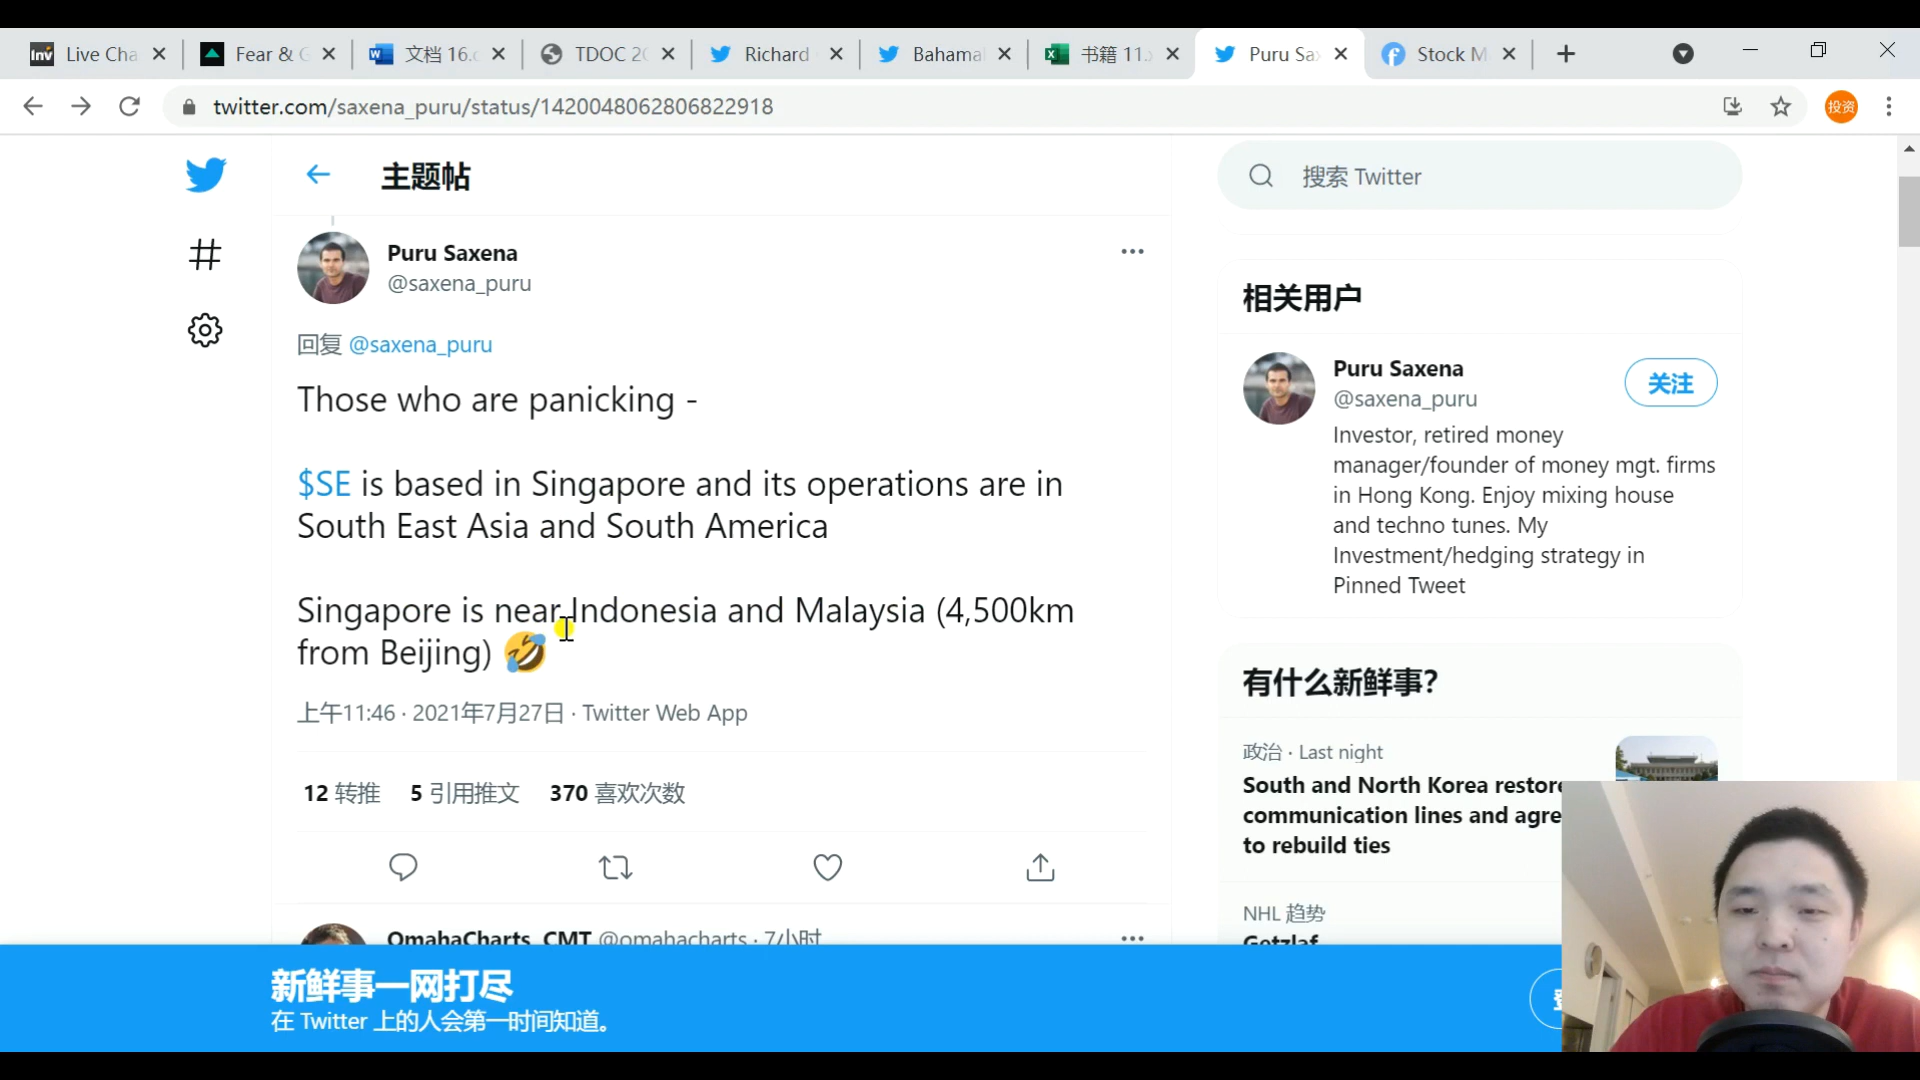 Live Cha
Fear & G
文档 16.
TDOC 2
Richard
Bahama
书籍 11.
Puru Sa
Stock M
twitter.com/saxena_puru/status/1420048062806822918
投资
主题帖
搜索 Twitter
Puru Saxena
@saxena_puru
回复 @saxena_puru
Those who are panicking -
$SE is based in Singapore and its operations are in
South East Asia and South America
Singapore is near Indonesia and Malaysia (4,500km
from Beijing)
上午11:46 · 2021年7月27日 · Twitter Web App
12 转推 5 引用推文 370 喜欢次数
OmahaCharts, CMT @omahacharts · 7小时
相关用户
Puru Saxena
@saxena_puru
关注
Investor, retired money
manager/founder of money mgt. firms
in Hong Kong. Enjoy mixing house
and techno tunes. My
Investment/hedging strategy in
Pinned Tweet
有什么新鲜事？
政治 · Last night
South and North Korea restore
communication lines and agre
to rebuild ties
NHL 趋势
Getzlaf
新鲜事一网打尽
在 Twitter 上的人会第一时间知道。